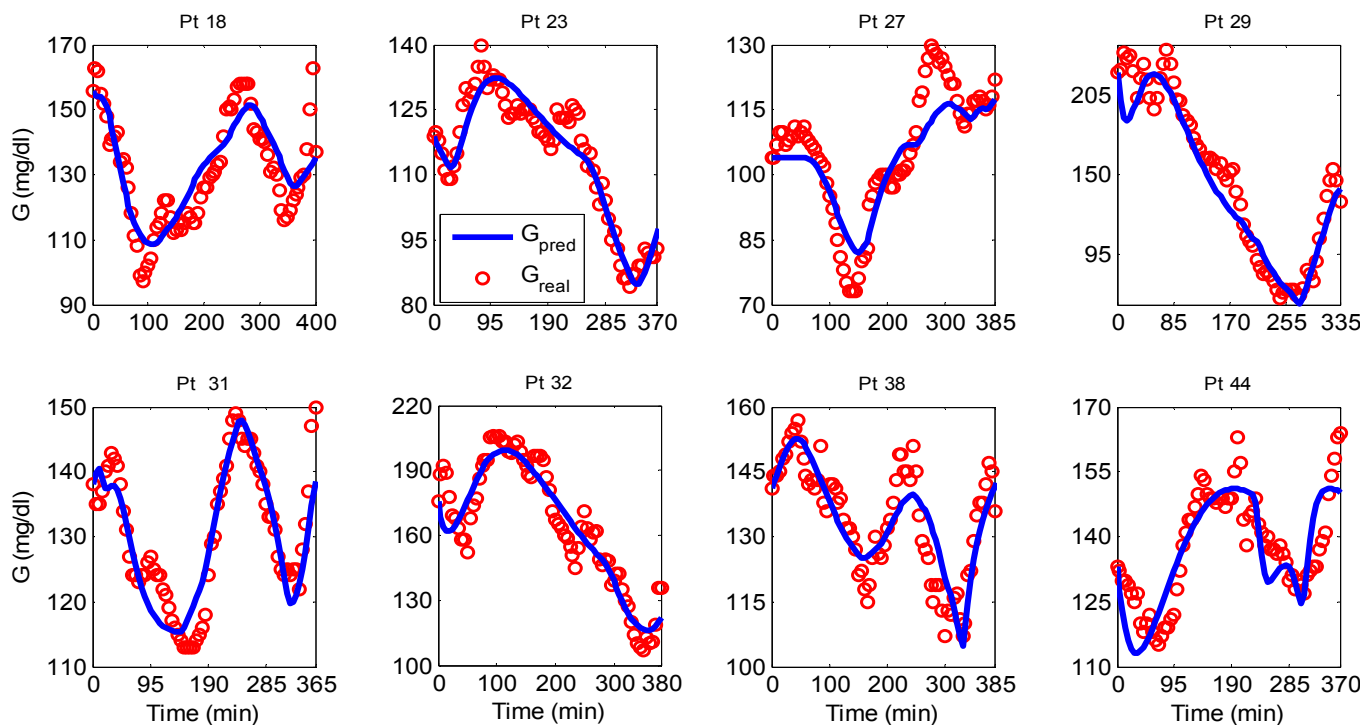 Pt 18
Pt 23
Pt 27
Pt 29
170
150
130
110
90
G (mg/dl)
0 100 200 300 400
140
125
110
95
80
0 95 190 285 370
G_pred
G_real
130
115
100
85
70
0 100 200 300 385
205
150
95
0 85 170 255 335
Pt 31
Pt 32
Pt 38
Pt 44
150
140
130
120
110
G (mg/dl)
0 95 190 285 365
Time (min)
220
190
160
130
100
0 100 200 300 380
Time (min)
160
145
130
115
100
0 100 200 300 385
Time (min)
170
155
140
125
110
0 95 190 285 370
Time (min)